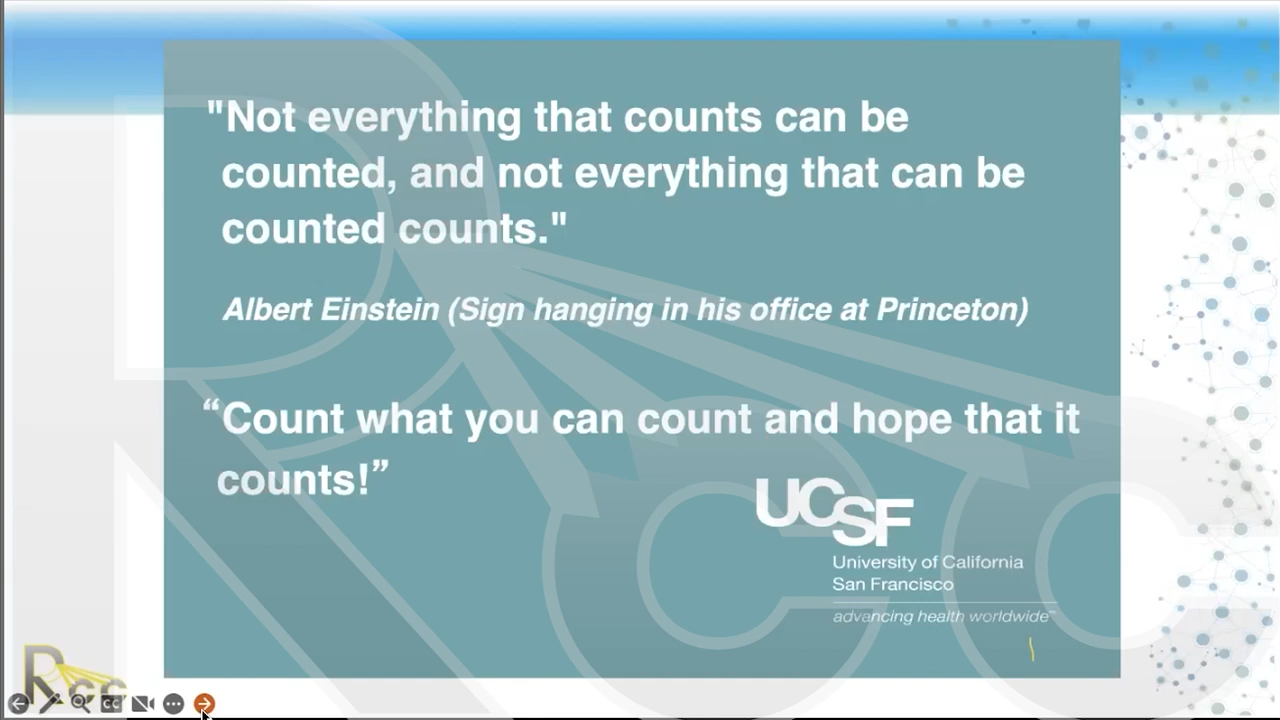 "Not everything that counts can be
counted, and not everything that can be
counted counts."
Albert Einstein (Sign hanging in his office at Princeton)
“Count what you can count and hope that it
counts!”
UCSF
University of California
San Francisco
advancing health worldwide™
Rcc
CC